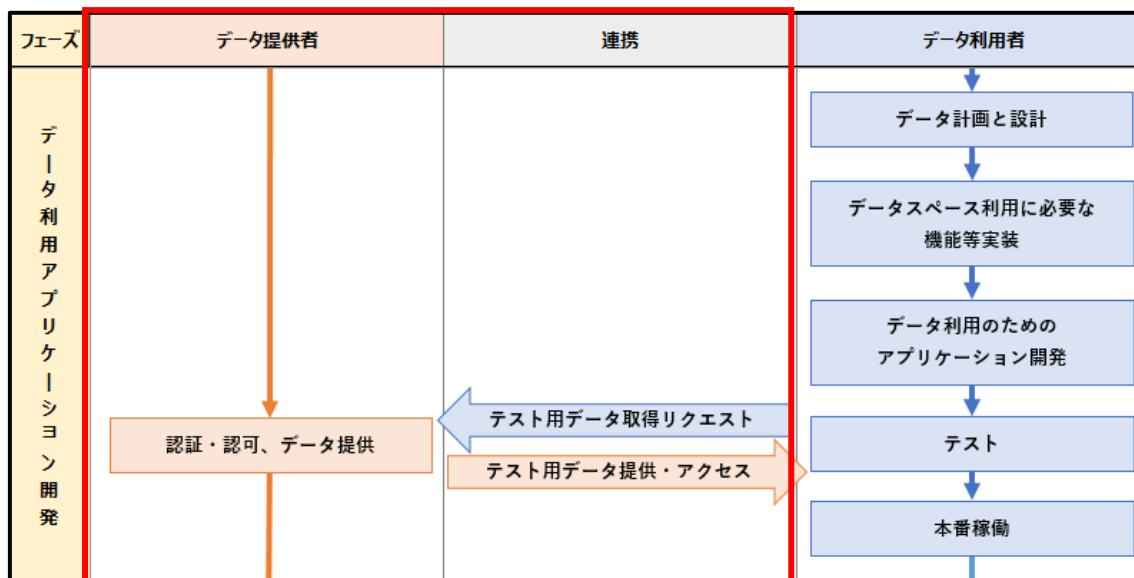 フェーズ
データ提供者
連携
データ利用者
データ利用アプリケーション開発
データ計画と設計
データスペース利用に必要な
機能等実装
データ利用のための
アプリケーション開発
テスト用データ取得リクエスト
認証・認可、データ提供
テスト
テスト用データ提供・アクセス
本番稼働